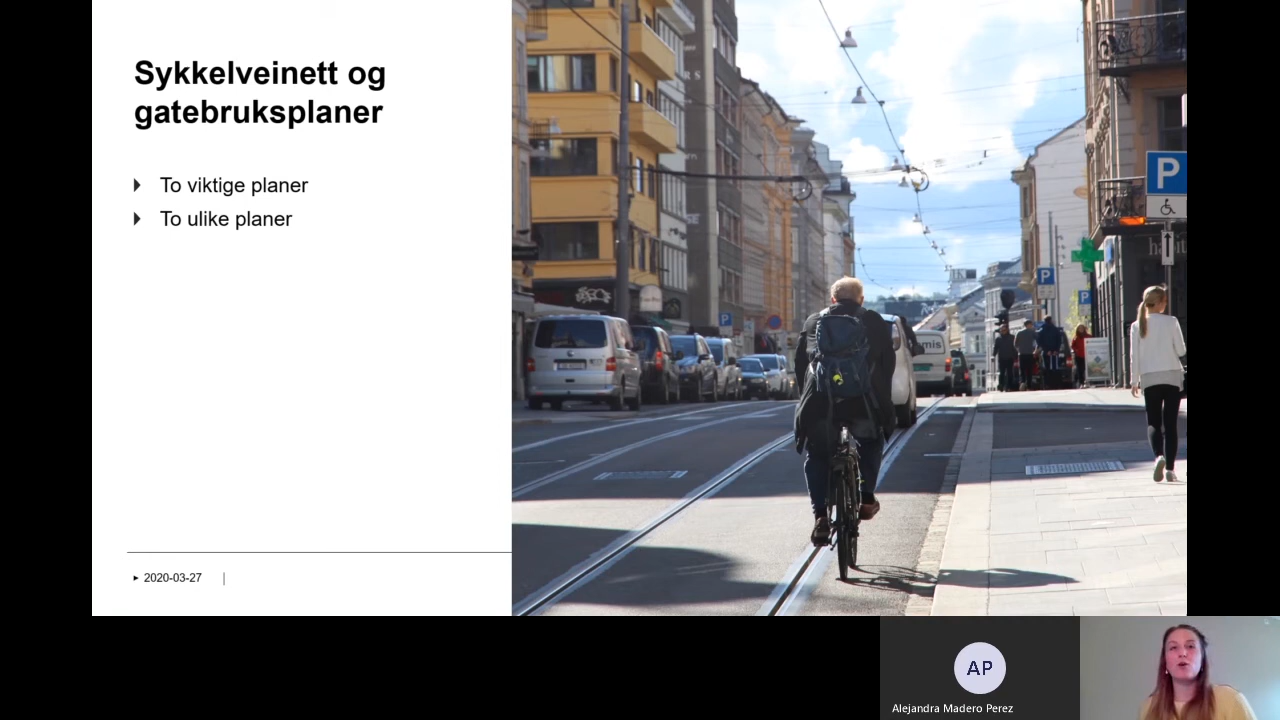 Sykkelveinett og
gatebruksplaner
To viktige planer
To ulike planer
2020-03-27
P
P
P
P
AP
Alejandra Madero Perez